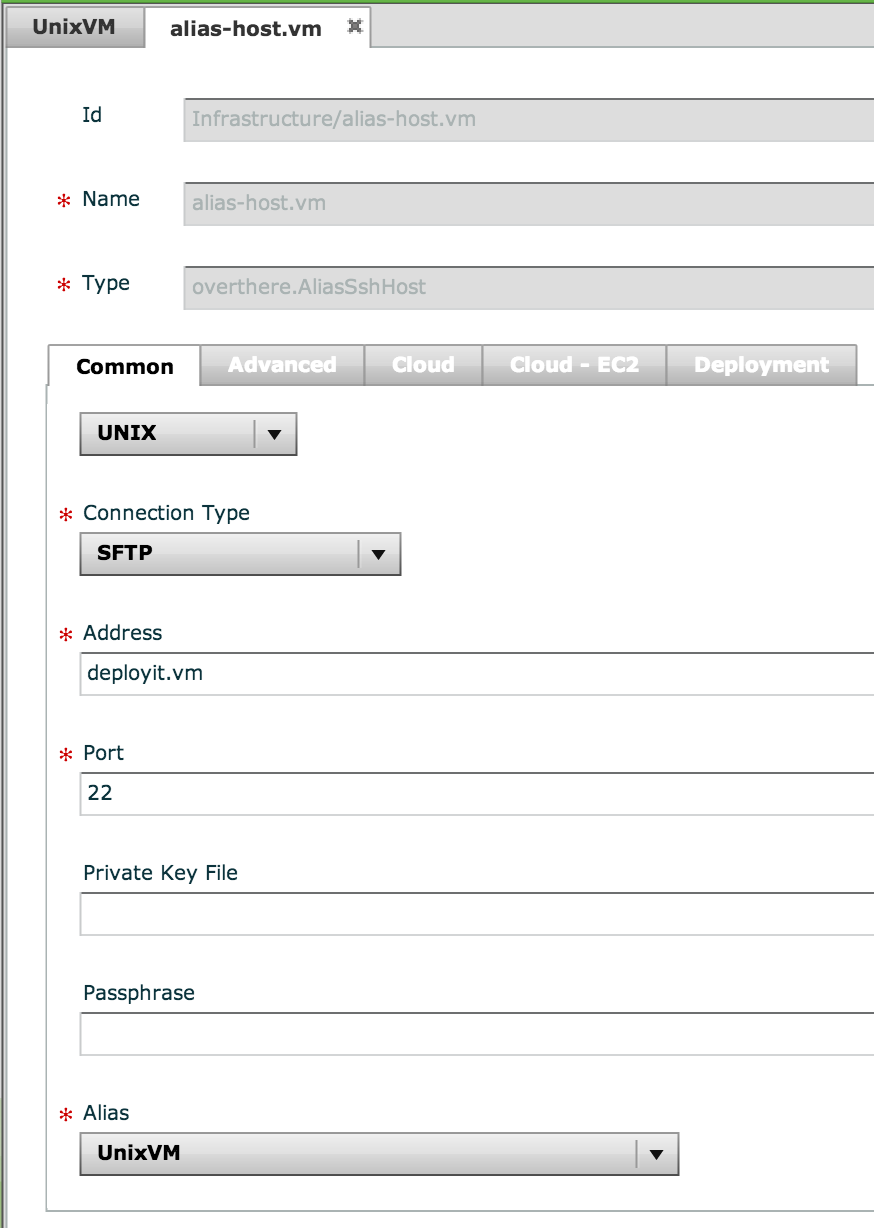 UnixVM alias-host.vm
Id Infrastructure/alias-host.vm
* Name alias-host.vm
* Type overthere.AliasSshHost
Common Advanced Cloud Cloud - EC2 Deployment
UNIX
* Connection Type
SFTP
* Address
deployit.vm
* Port
22
Private Key File
Passphrase
* Alias
UnixVM